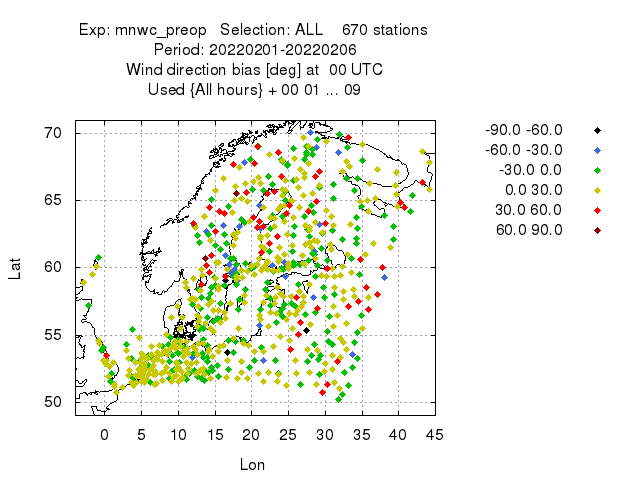 Exp: mnwc_preop   Selection: ALL    670 stations
Period: 20220201-20220206
Wind direction bias [deg] at  00 UTC
Used {All hours} + 00 01 ... 09
-90.0 -60.0
-60.0 -30.0
-30.0 0.0
0.0 30.0
30.0 60.0
60.0 90.0
70
65
60
55
50
Lat
0 5 10 15 20 25 30 35 40 45
Lon